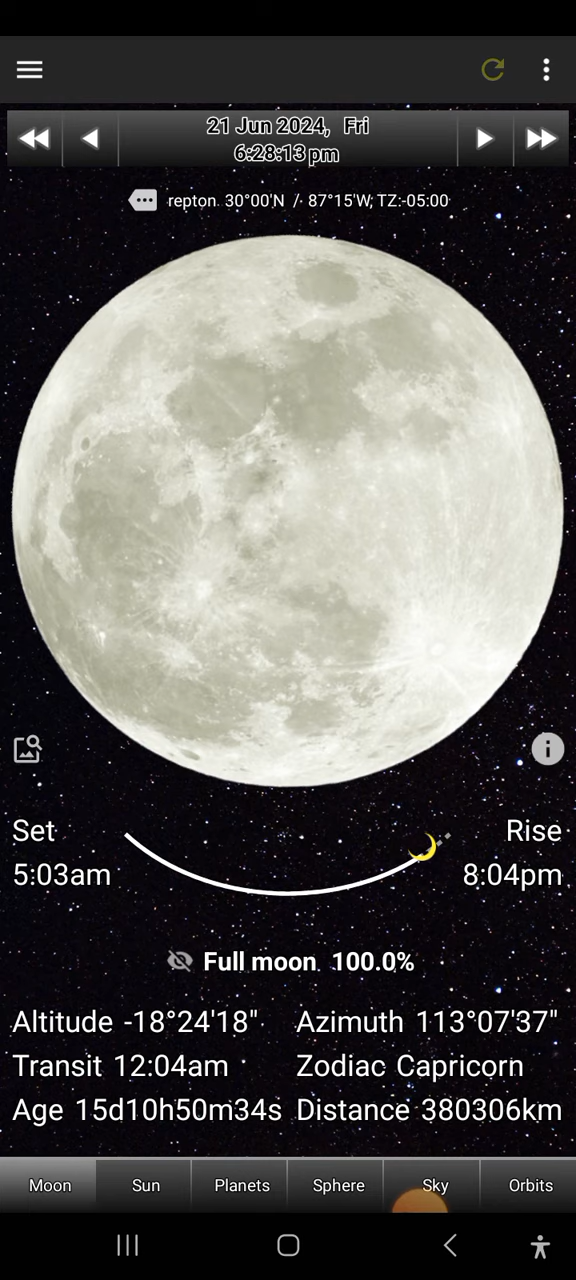 21 Jun 2024, Fri
6:28:13 pm
repton 30°00'N / 87°15'W; TZ:-05:00
Set Rise
5:03am 8:04pm
Full moon 100.0%
Altitude -18°24'18" Azimuth 113°07'37"
Transit 12:04am Zodiac Capricorn
Age 15d10h50m34s Distance 380306km
Moon Sun Planets Sphere Sky Orbits